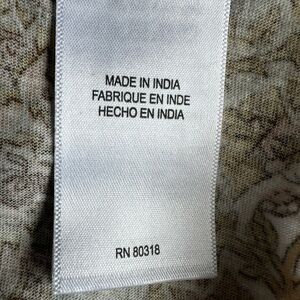 MADE IN INDIA
FABRIQUE EN INDE
HECHO EN INDIA
RN 80318